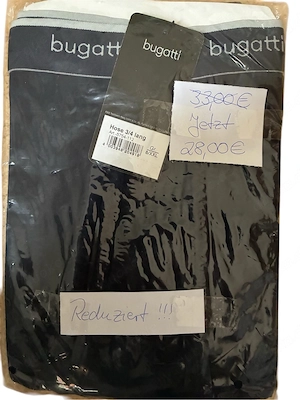 bugatti
bugatti
bugatti
33,00€
Jetzt
28,00€
Hose 3/4 lang
Reduziert !!!